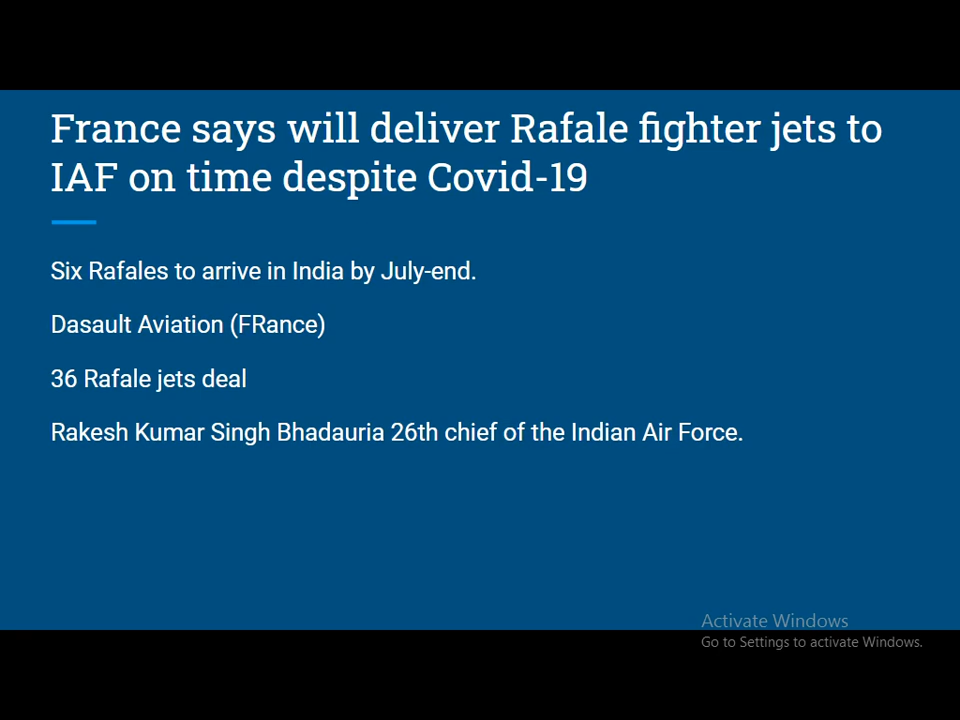 France says will deliver Rafale fighter jets to
IAF on time despite Covid-19
Six Rafales to arrive in India by July-end.
Dasault Aviation (FRance)
36 Rafale jets deal
Rakesh Kumar Singh Bhadauria 26th chief of the Indian Air Force.
Activate Windows
Go to Settings to activate Windows.